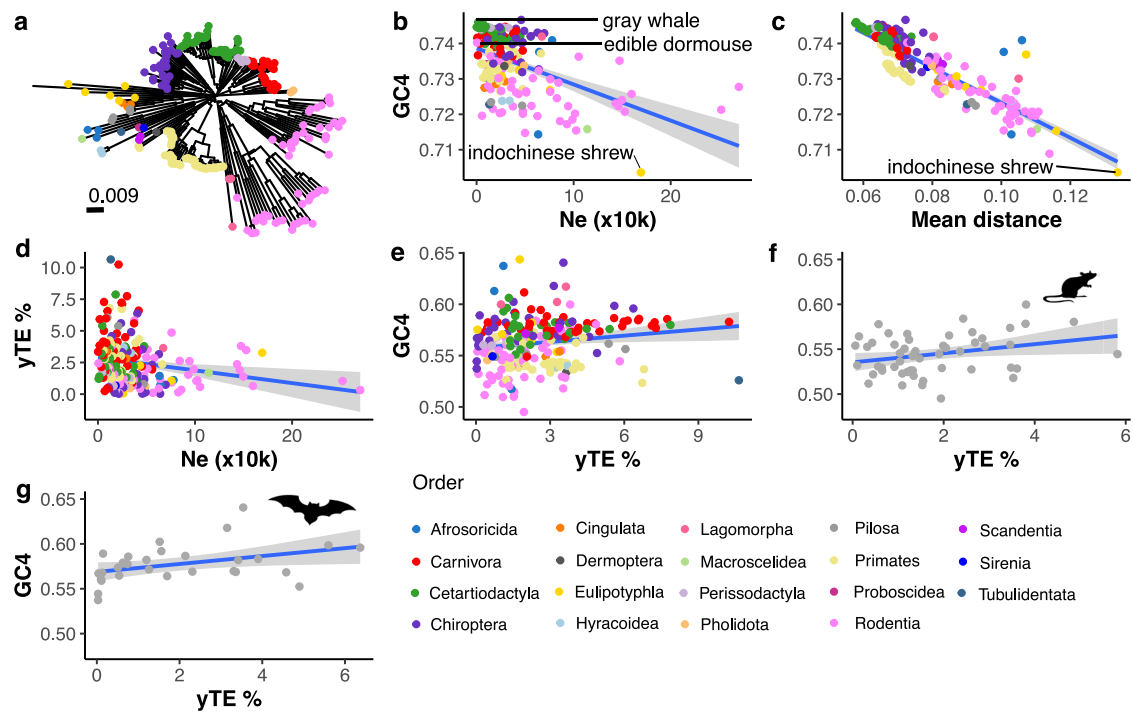 a
0.009
b
GC4
0.74
0.73
0.72
0.71
gray whale
edible dormouse
indochinese shrew
0
10
20
Ne (x10k)
c
0.74
0.73
0.72
0.71
indochinese shrew
0.06
0.08
0.10
0.12
Mean distance
d
yTE %
10.0
7.5
5.0
2.5
0.0
0
10
20
Ne (x10k)
e
GC4
0.65
0.60
0.55
0.50
0
3
6
9
yTE %
f
0.65
0.60
0.55
0.50
0
2
4
6
yTE %
g
GC4
0.65
0.60
0.55
0.50
0
2
4
6
yTE %
Order
Afrosoricida
Carnivora
Cetartiodactyla
Chiroptera
Cingulata
Dermoptera
Eulipotyphla
Hyracoidea
Lagomorpha
Macroscelidea
Perissodactyla
Pholidota
Pilosa
Primates
Proboscidea
Rodentia
Scandentia
Sirenia
Tubulidentata